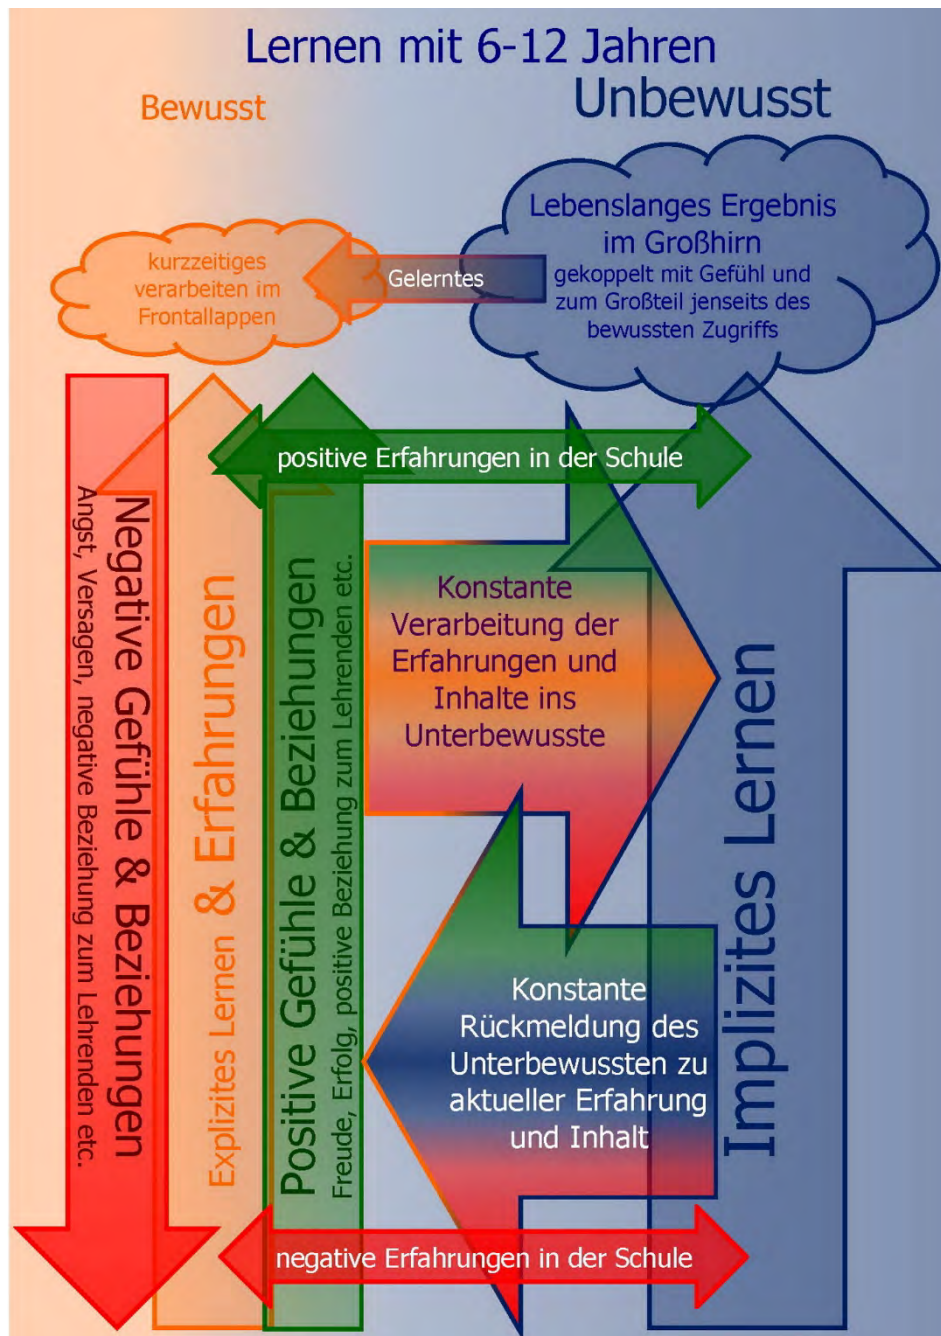 Lernen mit 6-12 Jahren
Bewusst
Unbewusst
kurzzeitiges
verarbeiten im
Frontallappen
Gelerntes
Lebenslanges Ergebnis
im Großhirn
gekoppelt mit Gefühl und
zum Großteil jenseits des
bewussten Zugriffs
positive Erfahrungen in der Schule
Negative Gefühle & Beziehungen
Angst, Versagen, negative Beziehung zum Lehrenden etc.
Explizites Lernen & Erfahrungen
Positive Gefühle & Beziehungen
Freude, Erfolg, positive Beziehung zum Lehrenden etc.
Konstante
Verarbeitung der
Erfahrungen und
Inhalte ins
Unterbewusste
Konstante
Rückmeldung des
Unterbewussten zu
aktueller Erfahrung
und Inhalt
Implizites Lernen
negative Erfahrungen in der Schule